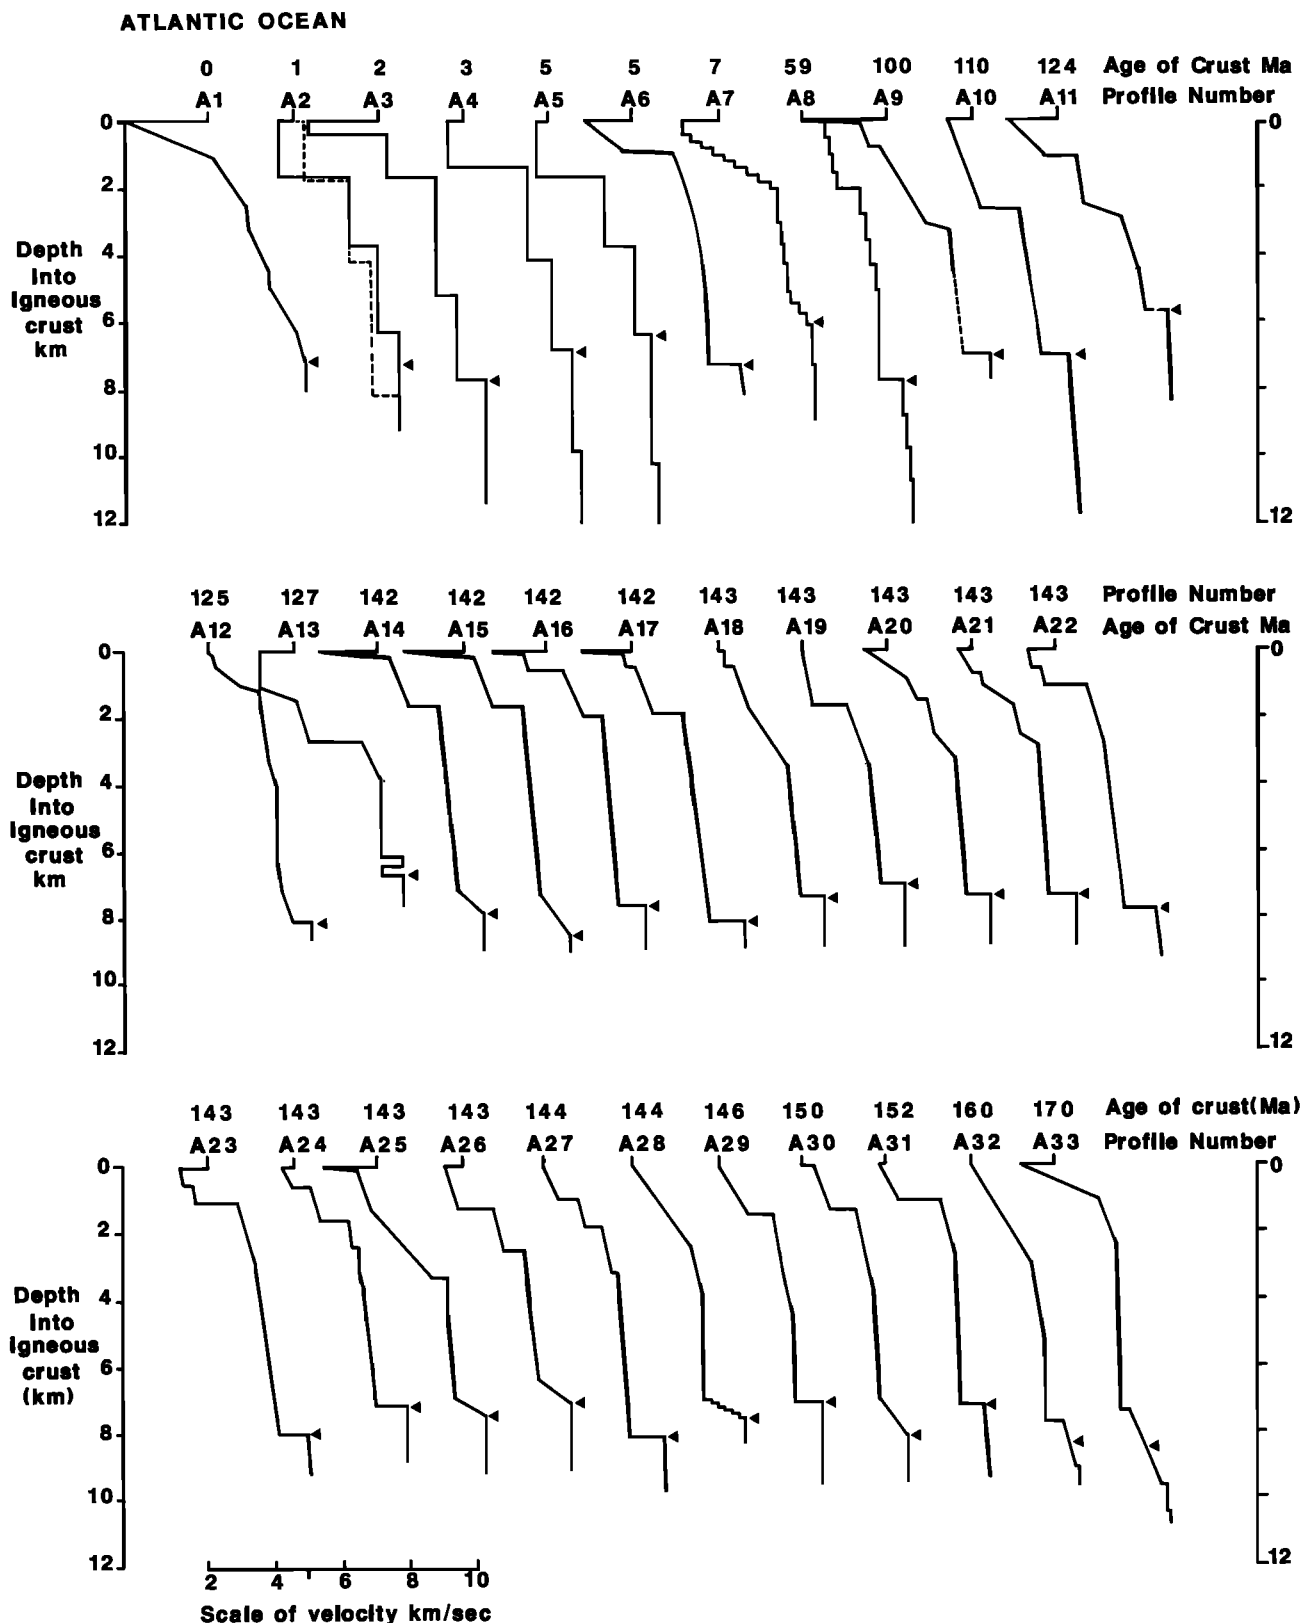 ATLANTIC OCEAN
0 1 2 3 5 5 7 59 100 110 124 Age of Crust Ma
A1 A2 A3 A4 A5 A6 A7 A8 A9 A10 A11 Profile Number
0 0
2
4
6
8
10
12 12
Depth
Into
Igneous
crust
km
125 127 142 142 142 142 143 143 143 143 143 Profile Number
A12 A13 A14 A15 A16 A17 A18 A19 A20 A21 A22 Age of Crust Ma
0 0
2
4
6
8
10
12 12
Depth
Into
Igneous
crust
km
143 143 143 143 144 144 146 150 152 160 170 Age of crust(Ma)
A23 A24 A25 A26 A27 A28 A29 A30 A31 A32 A33 Profile Number
0 0
2
4
6
8
10
12 12
Depth
Into
Igneous
crust
(km)
2 4 6 8 10
Scale of velocity km/sec